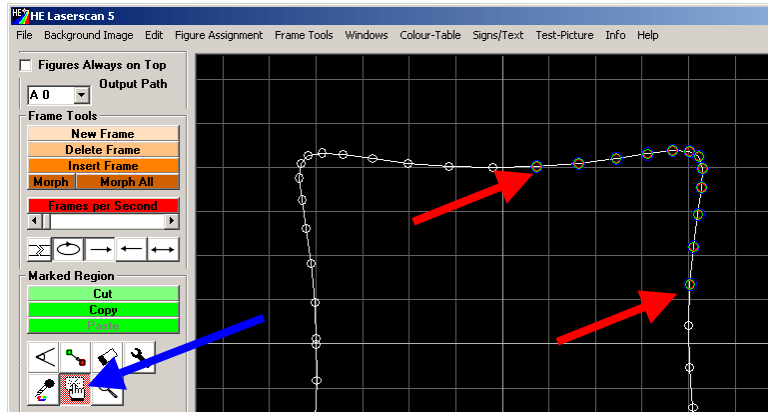 HE HE Laserscan 5
File Background Image Edit Figure Assignment Frame Tools Windows Colour-Table Signs/Text Test-Picture Info Help
Figures Always on Top
Output Path
A 0
Frame Tools
New Frame
Delete Frame
Insert Frame
Morph Morph All
Frames per Second
Marked Region
Cut
Copy
Paste